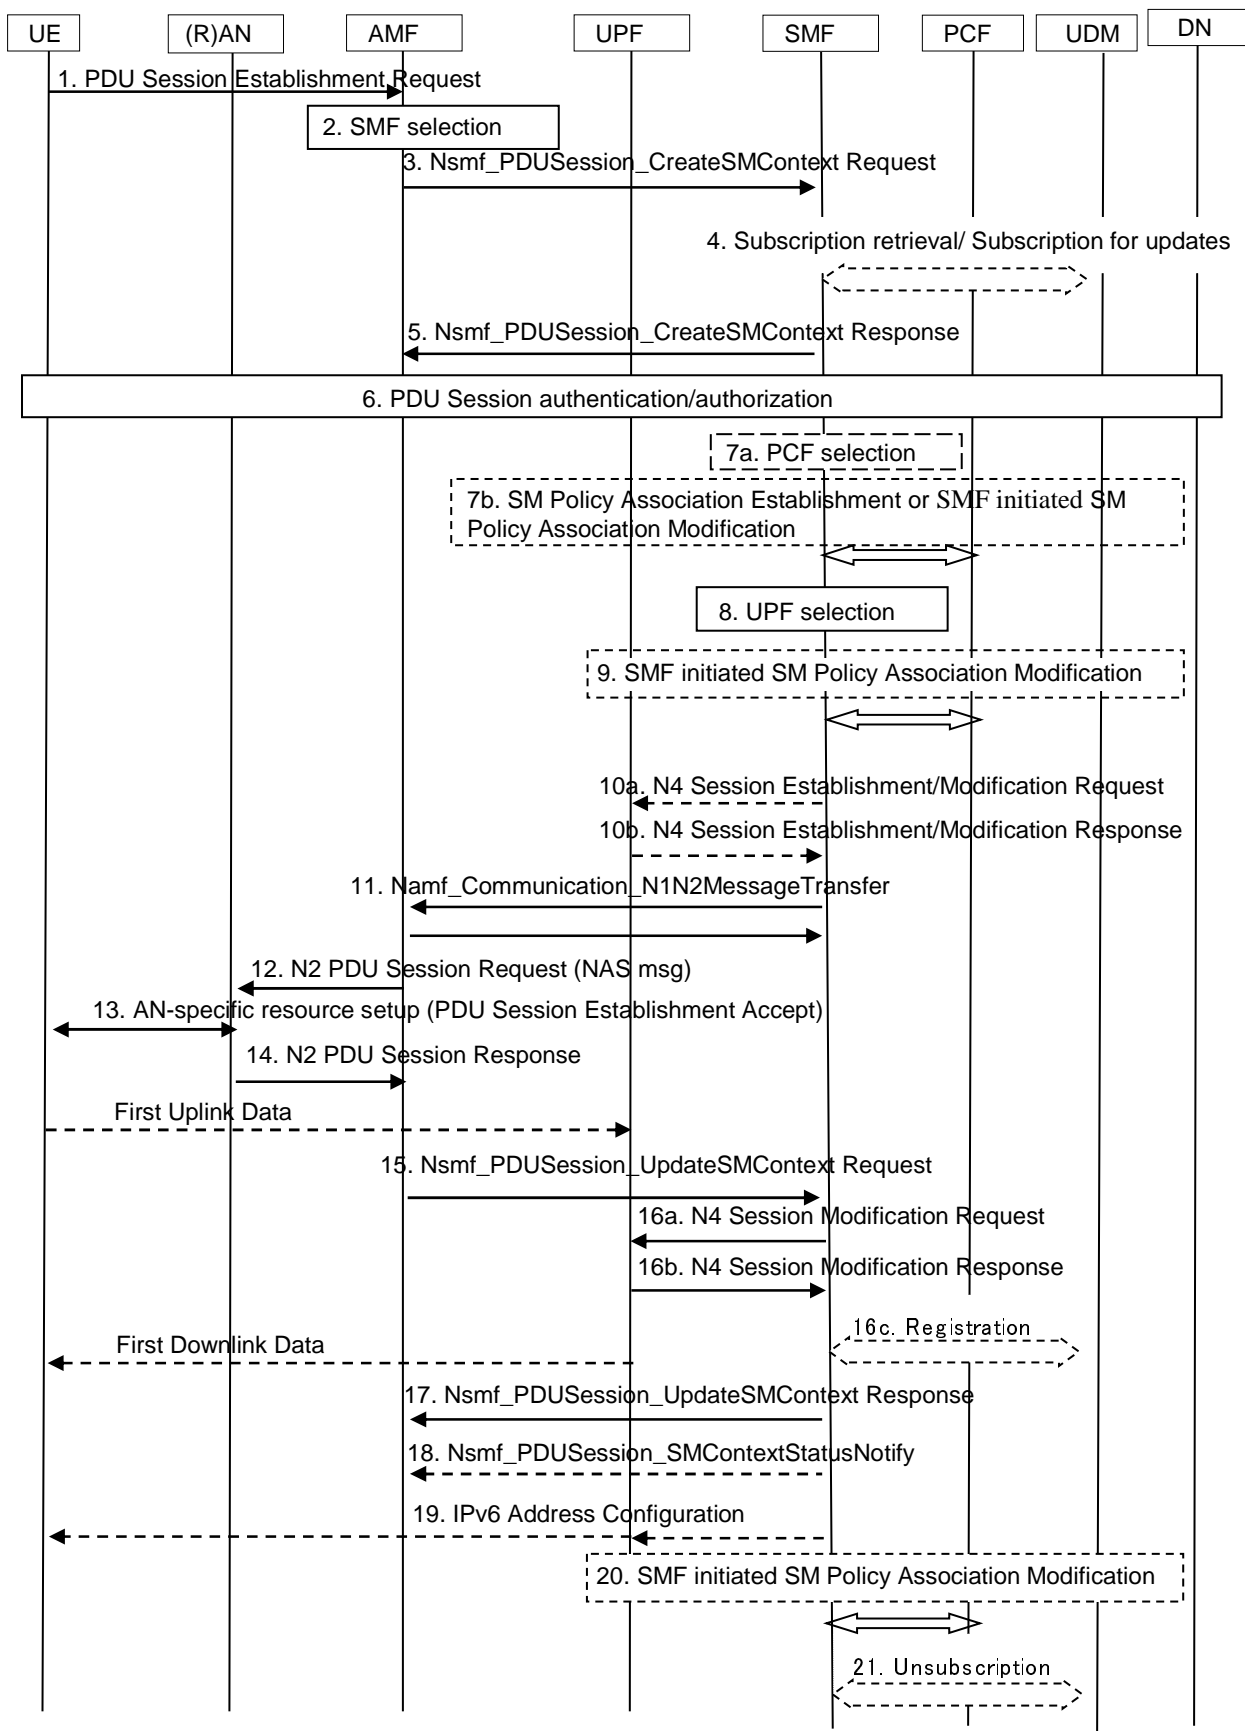 UE (R)AN AMF UPF SMF PCF UDM DN
1. PDU Session Establishment Request
2. SMF selection
3. Nsmf_PDUSession_CreateSMContext Request
4. Subscription retrieval/ Subscription for updates
5. Nsmf_PDUSession_CreateSMContext Response
6. PDU Session authentication/authorization
7a. PCF selection
7b. SM Policy Association Establishment or SMF initiated SM
Policy Association Modification
8. UPF selection
9. SMF initiated SM Policy Association Modification
10a. N4 Session Establishment/Modification Request
10b. N4 Session Establishment/Modification Response
11. Namf_Communication_N1N2MessageTransfer
12. N2 PDU Session Request (NAS msg)
13. AN-specific resource setup (PDU Session Establishment Accept)
14. N2 PDU Session Response
First Uplink Data
15. Nsmf_PDUSession_UpdateSMContext Request
16a. N4 Session Modification Request
16b. N4 Session Modification Response
16c. Registration
First Downlink Data
17. Nsmf_PDUSession_UpdateSMContext Response
18. Nsmf_PDUSession_SMContextStatusNotify
19. IPv6 Address Configuration
20. SMF initiated SM Policy Association Modification
21. Unsubscription